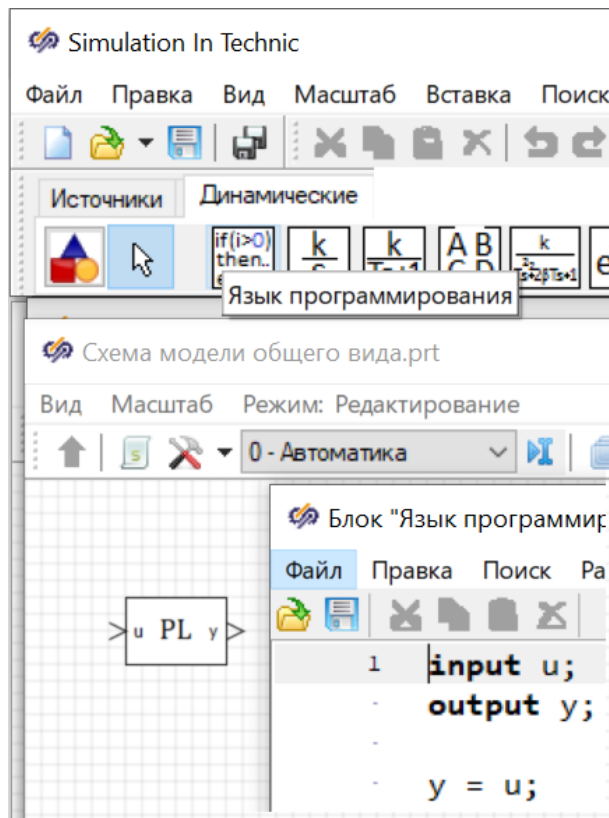 Simulation In Technic
Файл Правка Вид Масштаб Вставка Поиск
Источники Динамические
if(i>0) then.. k k Ts+1 A B C D k
Язык программирования
Схема модели общего вида.prt
Вид Масштаб Режим: Редактирование
0 - Автоматика
Блок "Язык программир
Файл Правка Поиск Ра
u PL y
1 input u;
output y;
y = u;